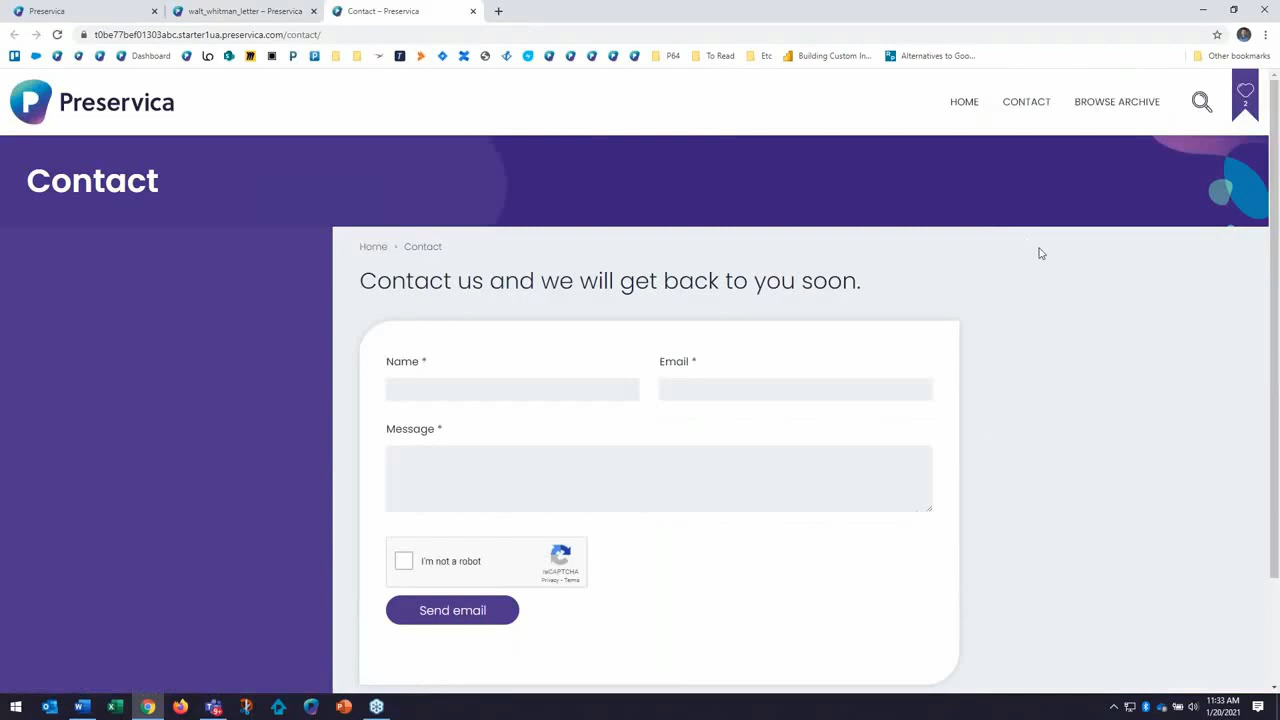 Preservica
walt_whitman_letter – Preservica
Contact – Preservica
t0be77bef01303abc.starter1ua.preservica.com/contact/
Dashboard
P64
To Read
Etc
Building Custom In...
Alternatives to Goo...
Other bookmarks
Preservica
HOME
CONTACT
BROWSE ARCHIVE
2
Contact
Home • Contact
Contact us and we will get back to you soon.
Name *
Email *
Message *
I'm not a robot
reCAPTCHA
Privacy - Terms
Send email
11:33 AM
1/20/2021